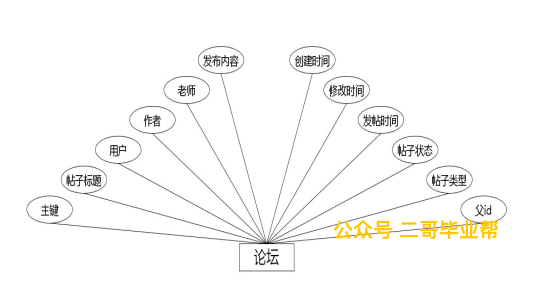 发布内容
创建时间
老师
修改时间
作者
发帖时间
用户
帖子状态
帖子标题
帖子类型
主键
父id
公众号 二哥毕业帮
论坛